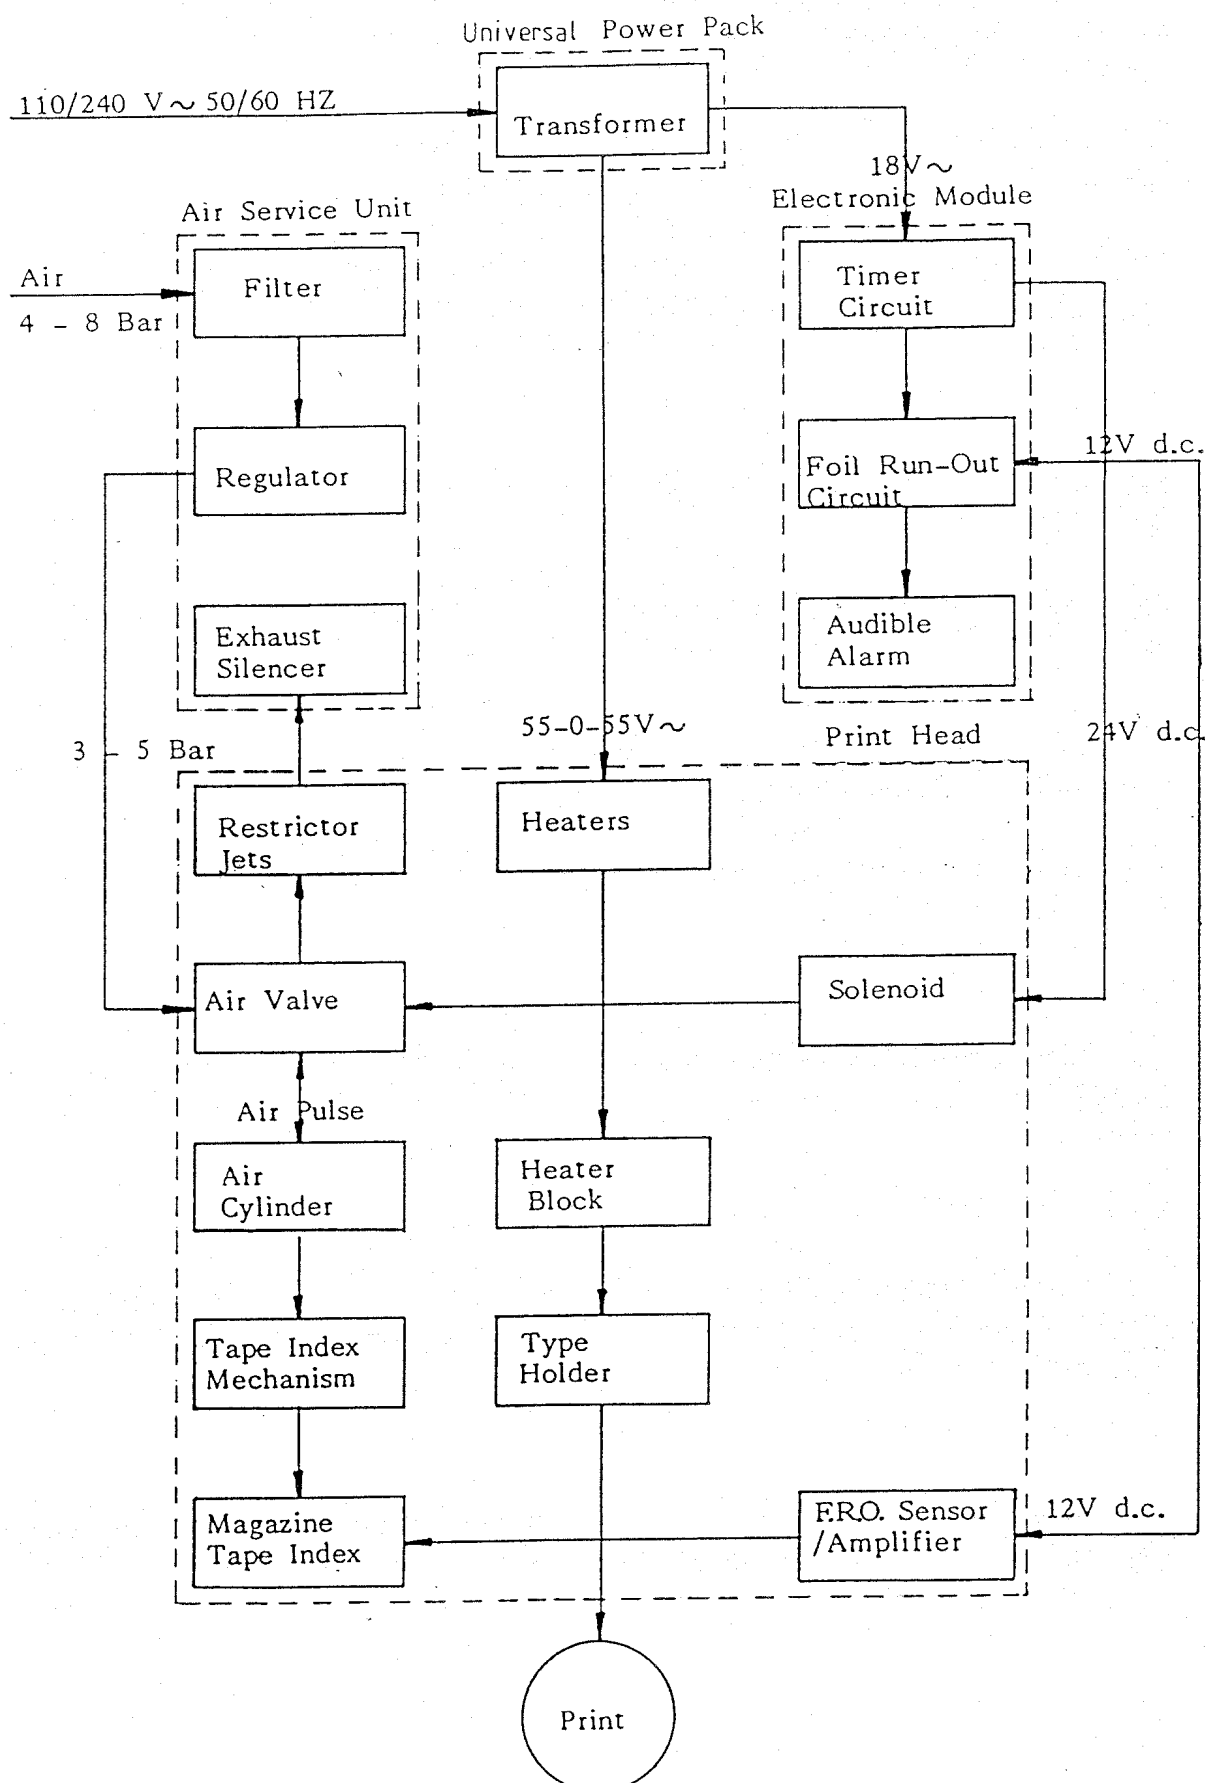 Universal Power Pack
110/240 V ~ 50/60 HZ
Transformer
18V ~
Electronic Module
Air Service Unit
Air
4 - 8 Bar
Filter
Timer
Circuit
Regulator
Foil Run-Out
Circuit
12V d.c.
Exhaust
Silencer
Audible
Alarm
3 - 5 Bar
55-0-55V ~
Print Head
24V d.c.
Restrictor
Jets
Heaters
Air Valve
Solenoid
Air Pulse
Air
Cylinder
Heater
Block
Tape Index
Mechanism
Type
Holder
Magazine
Tape Index
F.R.O. Sensor
/Amplifier
12V d.c.
Print